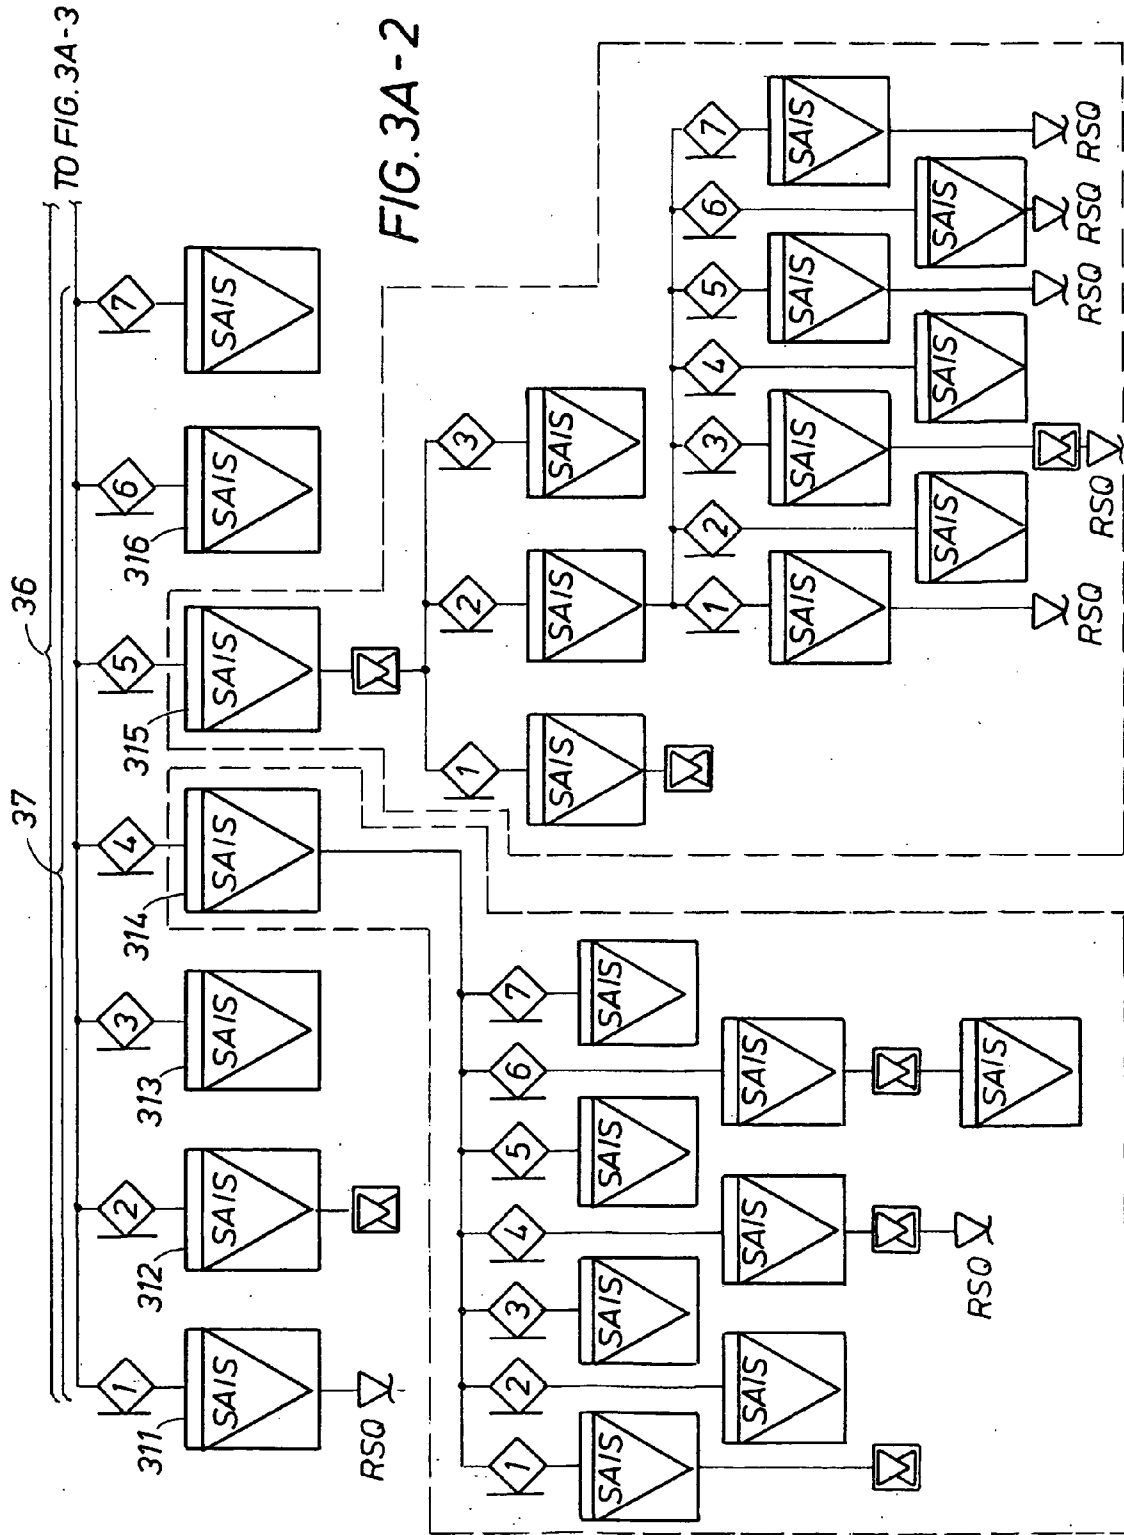 36
37
TO FIG. 3A-3
1 2 3 4 5 6 7
311 312 313 314 315 316
SAIS SAIS SAIS SAIS SAIS SAIS SAIS
RSQ
FIG. 3A-2
1 2 3
SAIS SAIS SAIS
1 2 3 4 5 6 7
SAIS SAIS SAIS SAIS
SAIS SAIS SAIS
SAIS
RSQ
1 2 3 4 5 6 7
SAIS SAIS SAIS SAIS
SAIS SAIS SAIS
RSQ RSQ RSQ RSQ
RSQ